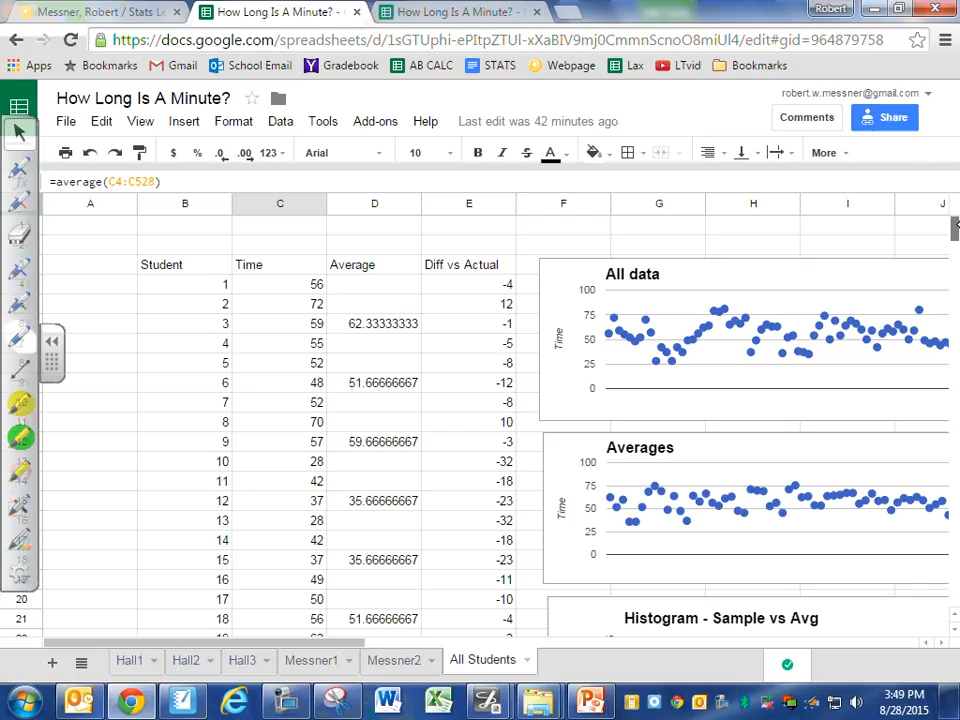 Messner, Robert / Stats L
How Long Is A Minute? -
How Long Is A Minute? -
Robert
https://docs.google.com/spreadsheets/d/1sGTUphi-ePItpZTUl-xXaBIV9mj0CmmnScnoO8miUl4/edit#gid=964879758
Apps Bookmarks Gmail School Email Gradebook AB CALC STATS Webpage Lax LTvid Bookmarks
How Long Is A Minute?
robert.w.messner@gmail.com
File Edit View Insert Format Data Tools Add-ons Help Last edit was 42 minutes ago
Comments Share
$ % .0 .00 123 Arial 10 B I S A More
=average(C4:C528)
A B C D E F G H I J
Student Time Average Diff vs Actual
1 56 -4
2 72 12
3 59 62.33333333 -1
4 55 -5
5 52 -8
6 48 51.66666667 -12
7 52 -8
8 70 10
9 57 59.66666667 -3
10 28 -32
11 42 -18
12 37 35.66666667 -23
13 28 -32
14 42 -18
15 37 35.66666667 -23
16 49 -11
20 17 50 -10
21 18 56 51.66666667 -4
All data
100
75
50
25
0
Time
Averages
100
75
50
25
0
Time
Histogram - Sample vs Avg
Hall1 Hall2 Hall3 Messner1 Messner2 All Students
3:49 PM
8/28/2015